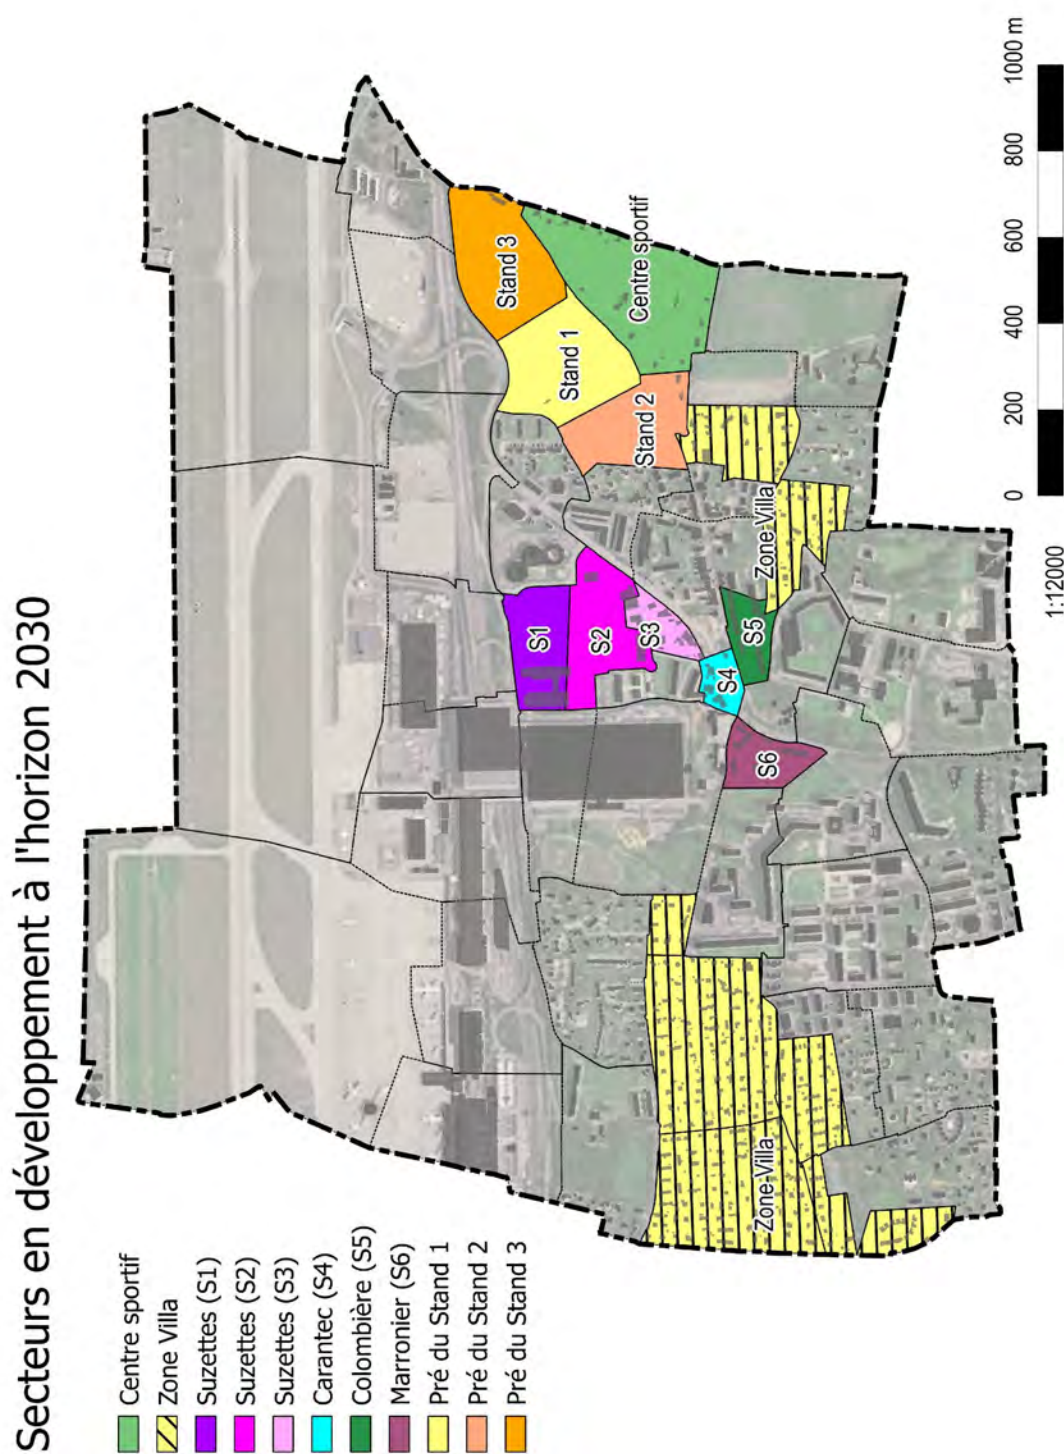 Secteurs en développement à l'horizon 2030
Centre sportif
Zone Villa
Suzettes (S1)
Suzettes (S2)
Suzettes (S3)
Carantec (S4)
Colombière (S5)
Marronier (S6)
Pré du Stand 1
Pré du Stand 2
Pré du Stand 3
Stand 3
Centre sportif
Stand 1
Stand 2
Zone-Villa
S1
S2
S3
S4
S5
S6
Zone-Villa
1:12000
0 200 400 600 800 1000 m